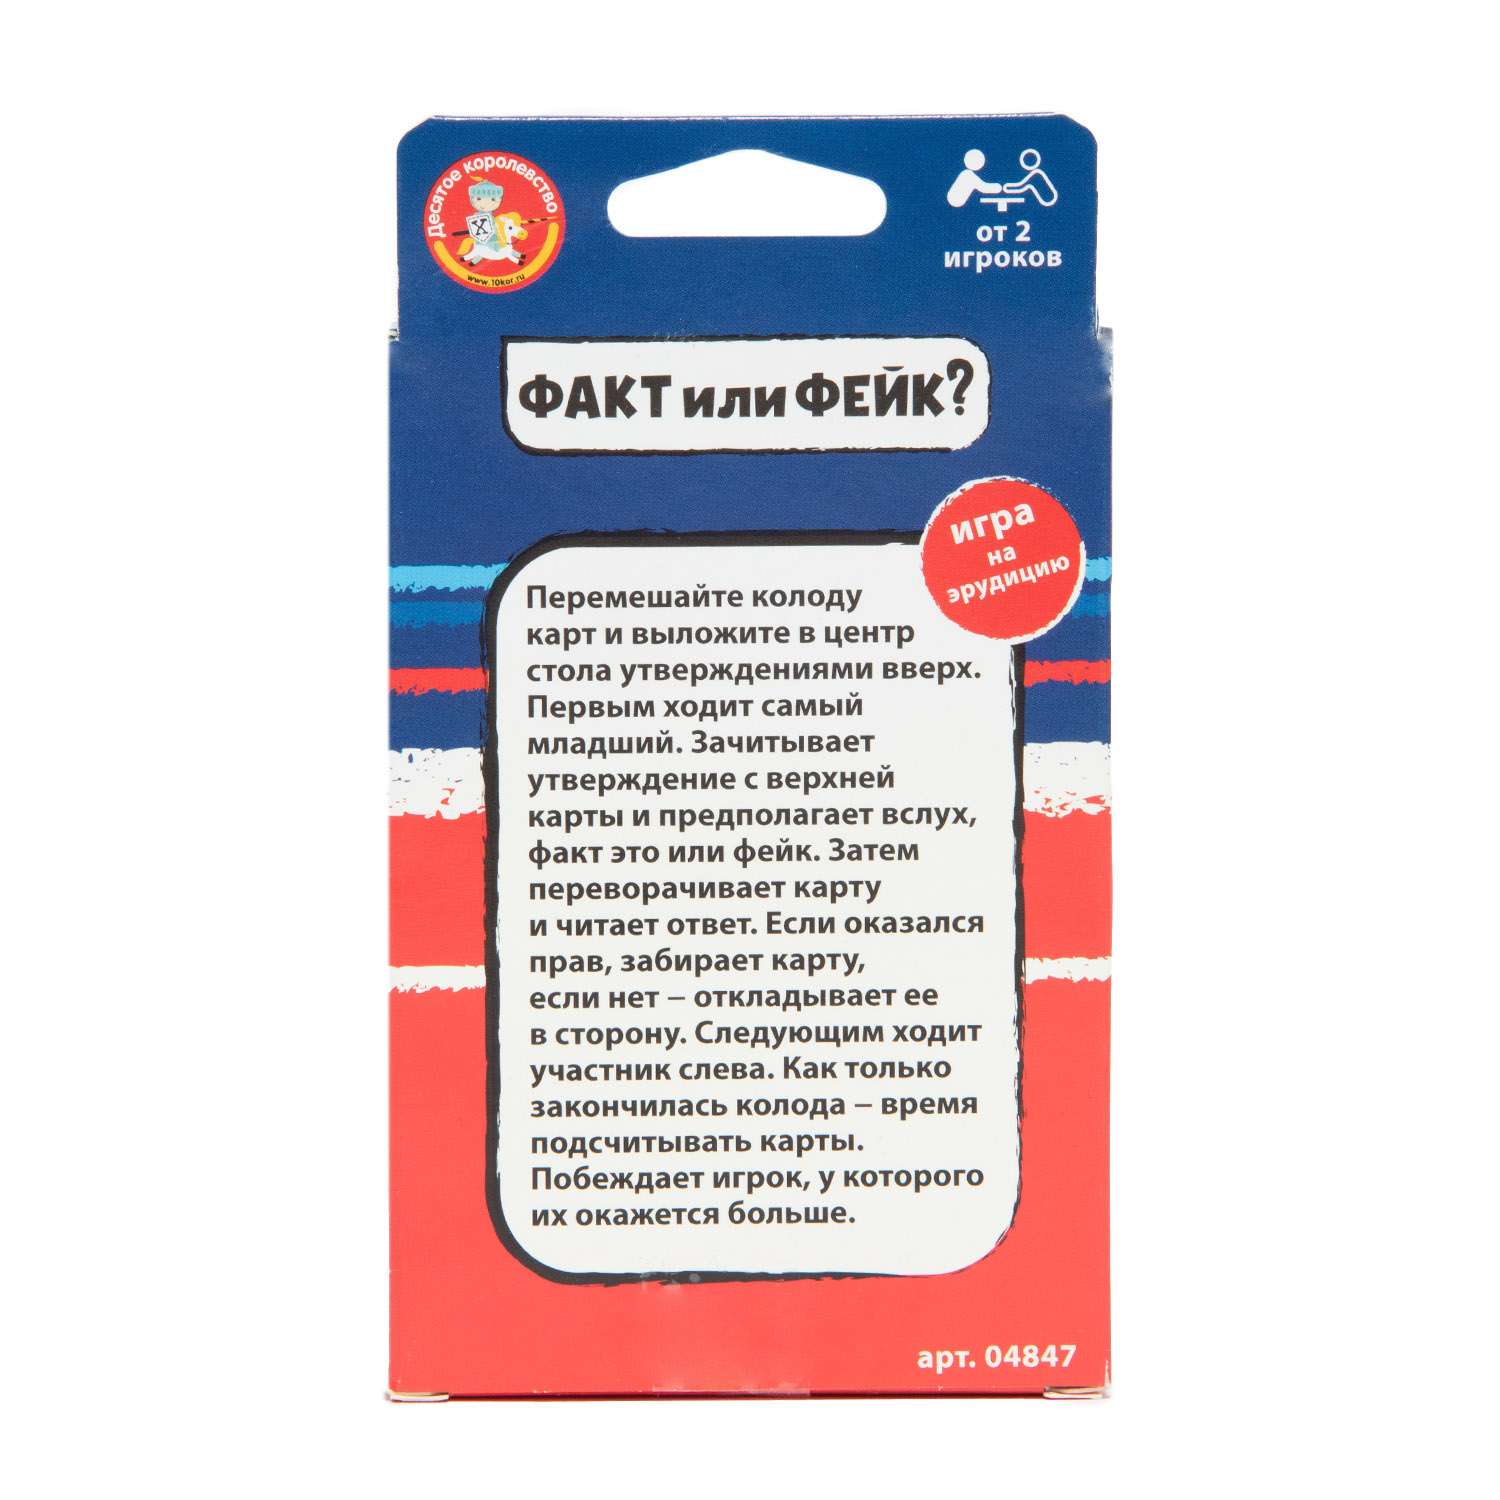 Десятое королевство
X
www.10kor.ru
от 2
игроков
ФАКТ или ФЕЙК?
игра
на
эрудицию
Перемешайте колоду
карт и выложите в центр
стола утверждениями вверх.
Первым ходит самый
младший. Зачитывает
утверждение с верхней
карты и предполагает вслух,
факт это или фейк. Затем
переворачивает карту
и читает ответ. Если оказался
прав, забирает карту,
если нет – откладывает ее
в сторону. Следующим ходит
участник слева. Как только
закончилась колода – время
подсчитывать карты.
Побеждает игрок, у которого
их окажется больше.
арт. 04847